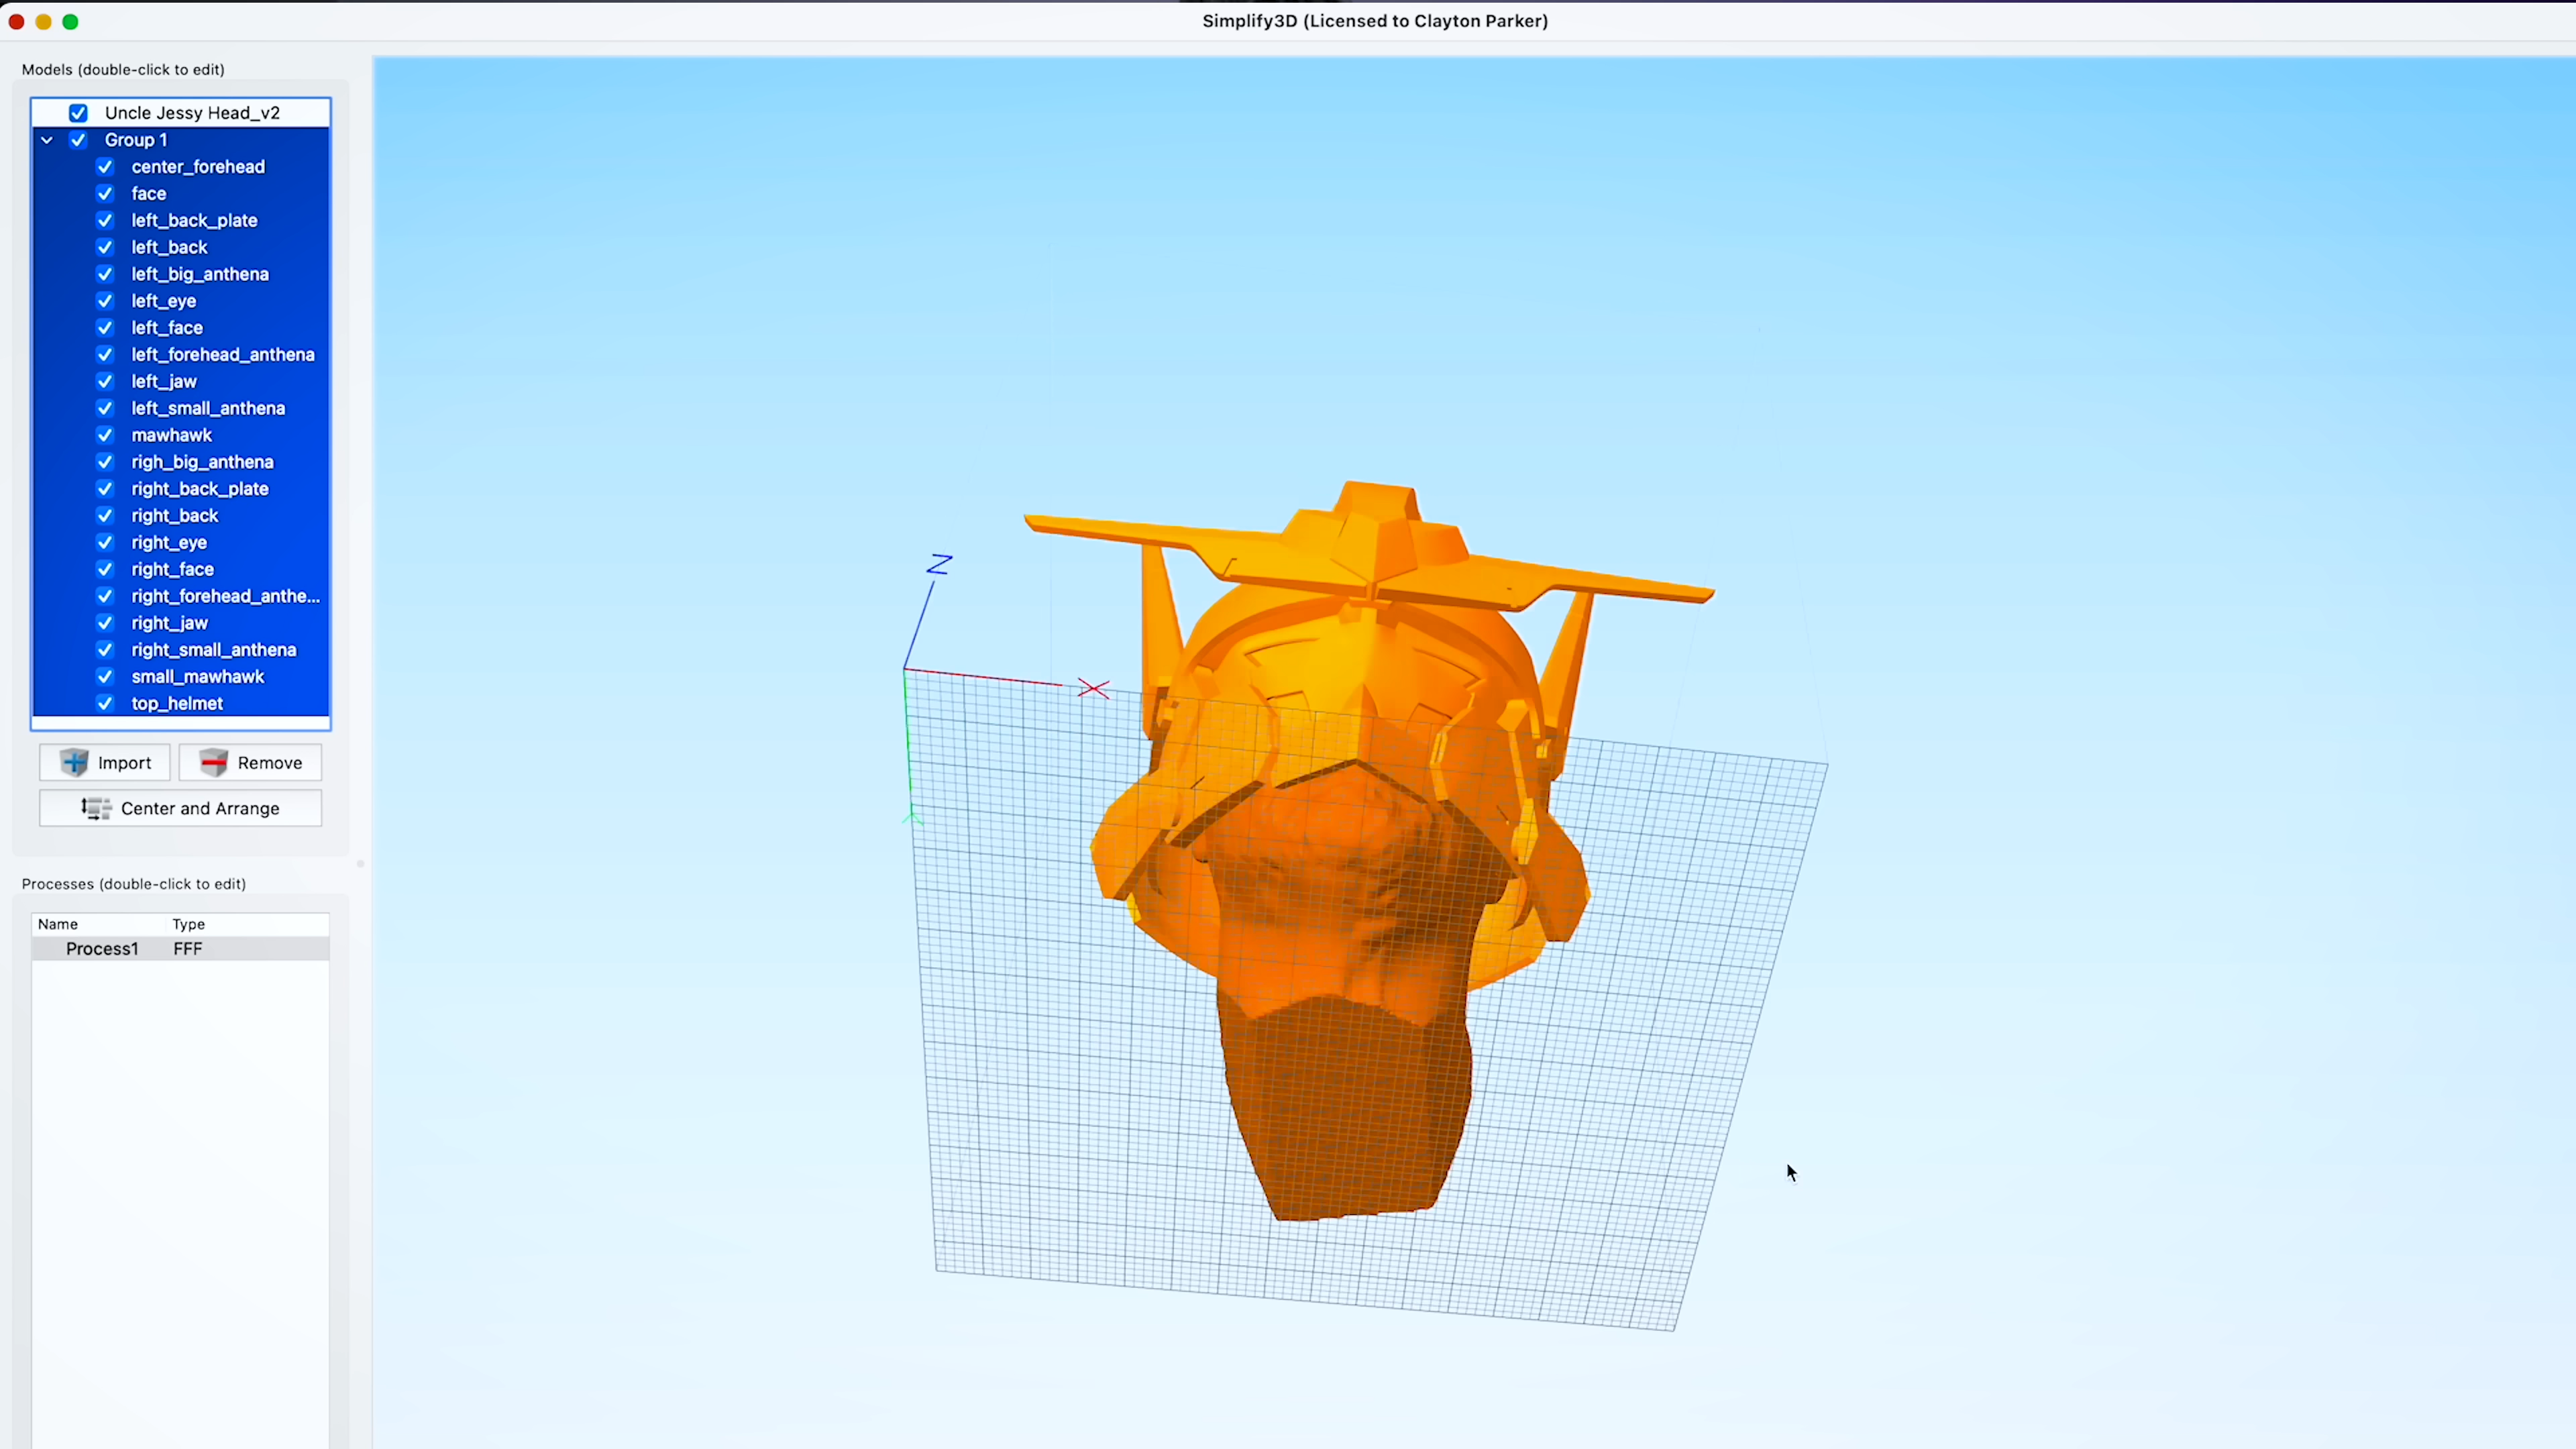 Simplify3D (Licensed to Clayton Parker)
Models (double-click to edit)
Uncle Jessy Head_v2
Group 1
center_forehead
face
left_back_plate
left_back
left_big_anthena
left_eye
left_face
left_forehead_anthena
left_jaw
left_small_anthena
mawhawk
righ_big_anthena
right_back_plate
right_back
right_eye
right_face
right_forehead_anthe...
right_jaw
right_small_anthena
small_mawhawk
top_helmet
Import Remove
Center and Arrange
Processes (double-click to edit)
Name Type
Process1 FFF
Z
X
Y